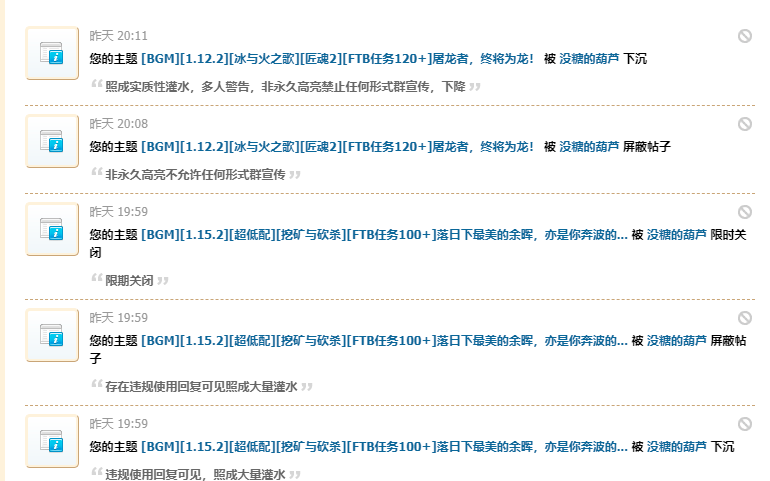 昨天 20:11
您的主题 [BGM][1.12.2][冰与火之歌][匠魂2][FTB任务120+]屠龙者，终将为龙！ 被 没糖的葫芦 下沉
“ 照成实质性灌水，多人警告，非永久高亮禁止任何形式群宣传，下降 ”
昨天 20:08
您的主题 [BGM][1.12.2][冰与火之歌][匠魂2][FTB任务120+]屠龙者，终将为龙！ 被 没糖的葫芦 屏蔽帖子
“ 非永久高亮不允许任何形式群宣传 ”
昨天 19:59
您的主题 [BGM][1.15.2][超低配][挖矿与砍杀][FTB任务100+]落日下最美的余晖，亦是你奔波的... 被 没糖的葫芦 限时关
闭
“ 限期关闭 ”
昨天 19:59
您的主题 [BGM][1.15.2][超低配][挖矿与砍杀][FTB任务100+]落日下最美的余晖，亦是你奔波的... 被 没糖的葫芦 屏蔽帖
子
“ 存在违规使用回复可见照成大量灌水 ”
昨天 19:59
您的主题 [BGM][1.15.2][超低配][挖矿与砍杀][FTB任务100+]落日下最美的余晖，亦是你奔波的... 被 没糖的葫芦 下沉
“ 违规使用回复可见，照成大量灌水 ”